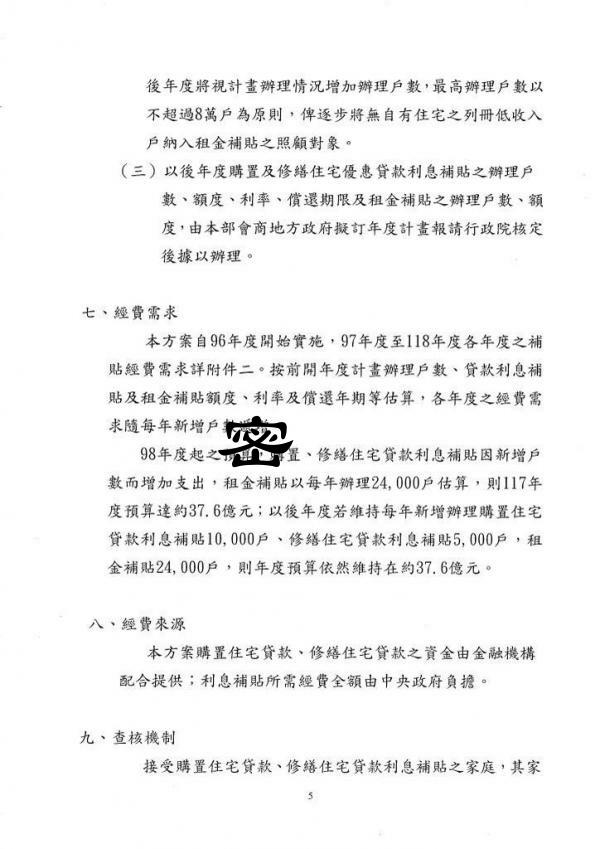 後年度將視計畫辦理情況增加辦理戶數，最高辦理戶數以
不超過8萬戶為原則，俾逐步將無自有住宅之列冊低收入
戶納入租金補貼之照顧對象。
（三）以後年度購置及修繕住宅優惠貸款利息補貼之辦理戶
數、額度、利率、償還期限及租金補貼之辦理戶數、額
度，由本部會商地方政府擬訂年度計畫報請行政院核定
後據以辦理。
七、經費需求
本方案自96年度開始實施，97年度至118年度各年度之補
貼經費需求詳附件二。按前開年度計畫辦理戶數、貸款利息補
貼及租金補貼額度、利率及償還年期等估算，各年度之經費需
求隨每年新增戶數
密
98年度起之預算，購置、修繕住宅貸款利息補貼因新增戶
數而增加支出，租金補貼以每年辦理24,000戶估算，則117年
度預算達約37.6億元；以後年度若維持每年新增辦理購置住宅
貸款利息補貼10,000戶、修繕住宅貸款利息補貼5,000戶，租
金補貼24,000戶，則年度預算依然維持在約37.6億元。
八、經費來源
本方案購置住宅貸款、修繕住宅貸款之資金由金融機構
配合提供；利息補貼所需經費全額由中央政府負擔。
九、查核機制
接受購置住宅貸款、修繕住宅貸款利息補貼之家庭，其家
5